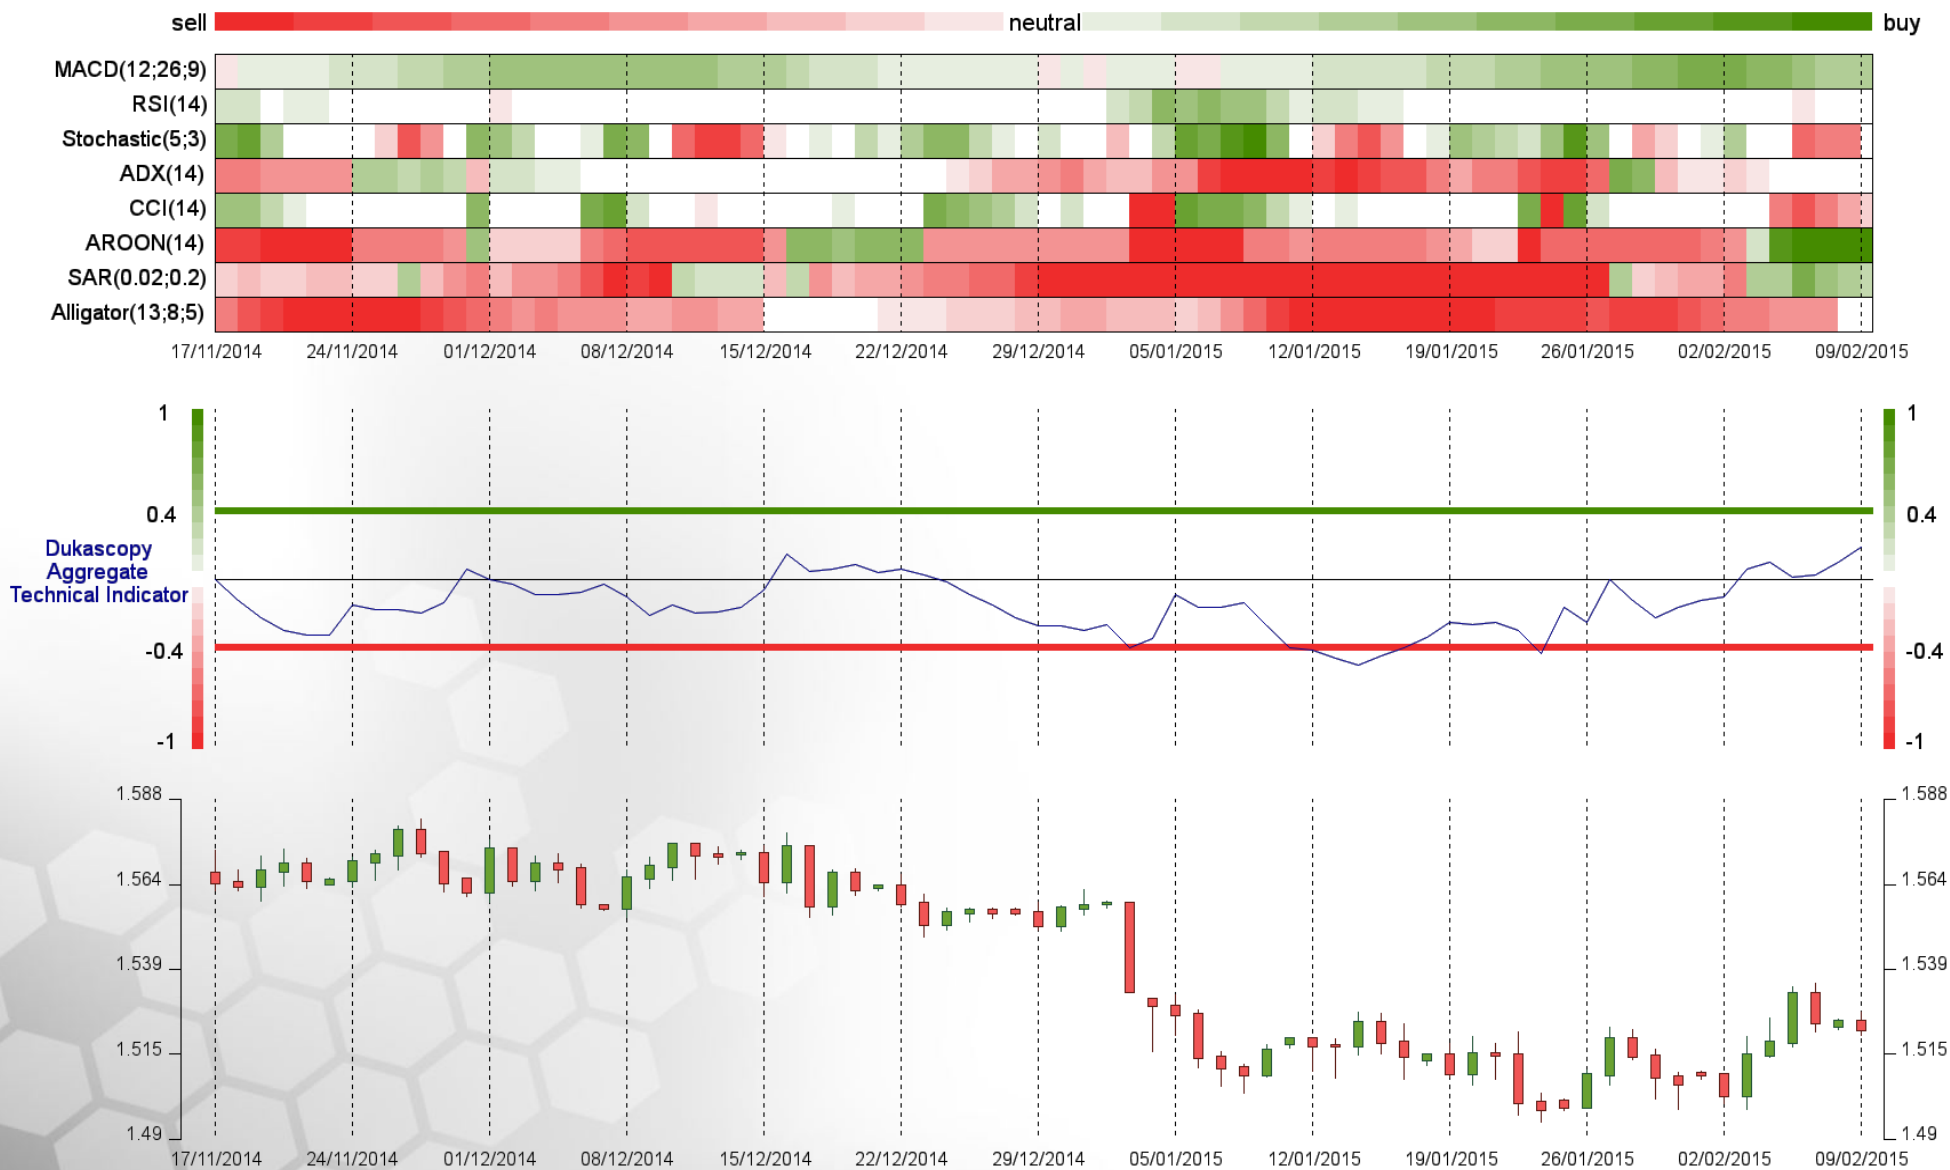 sell neutral buy
MACD(12;26;9)
RSI(14)
Stochastic(5;3)
ADX(14)
CCI(14)
AROON(14)
SAR(0.02;0.2)
Alligator(13;8;5)
17/11/2014 24/11/2014 01/12/2014 08/12/2014 15/12/2014 22/12/2014 29/12/2014 05/01/2015 12/01/2015 19/01/2015 26/01/2015 02/02/2015 09/02/2015
1 1
0.4 0.4
Dukascopy
Aggregate
Technical Indicator
-0.4 -0.4
-1 -1
1.588 1.588
1.564 1.564
1.539 1.539
1.515 1.515
1.49 1.49
17/11/2014 24/11/2014 01/12/2014 08/12/2014 15/12/2014 22/12/2014 29/12/2014 05/01/2015 12/01/2015 19/01/2015 26/01/2015 02/02/2015 09/02/2015